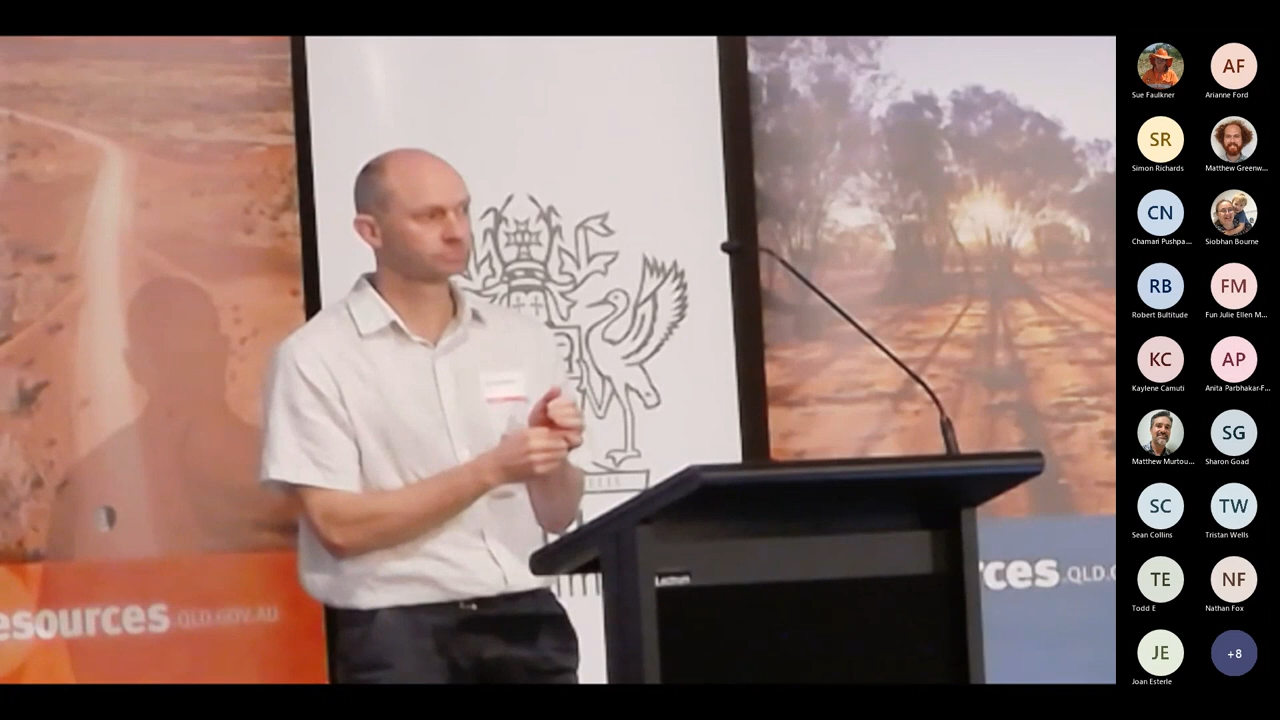 esources.QLD.GOV.AU
Lectrum
rces.QLD.G
AF
Sue Faulkner
Arianne Ford
SR
Simon Richards
Matthew Greenw...
CN
Chamari Pushpa...
Siobhan Bourne
RB
FM
Robert Bultitude
Fun Julie Ellen M...
KC
AP
Kaylene Camuti
Anita Parbhakar-F...
SG
Matthew Murtou...
Sharon Goad
SC
TW
Sean Collins
Tristan Wells
TE
NF
Todd E
Nathan Fox
JE
+8
Joan Esterle